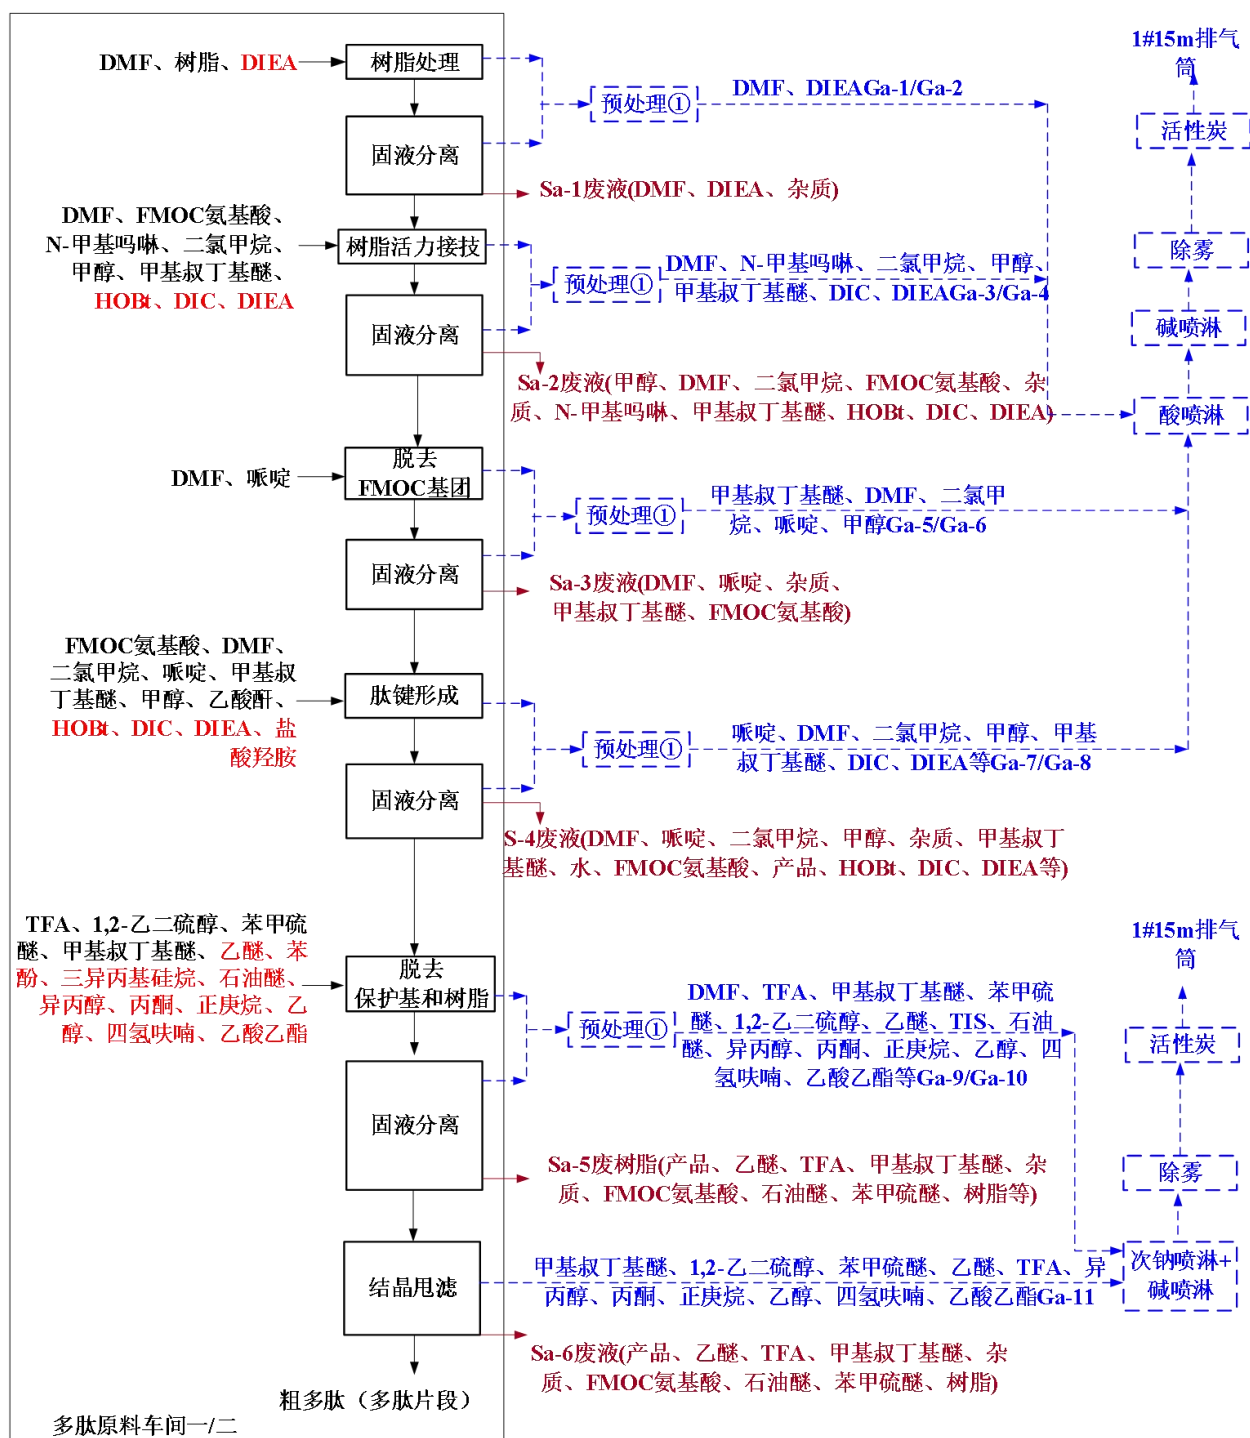 DMF、树脂、DIEA
树脂处理
预处理①
DMF、DIEAGa-1/Ga-2
固液分离
Sa-1废液(DMF、DIEA、杂质)
DMF、FMOC氨基酸、
N-甲基吗啉、二氯甲烷、
甲醇、甲基叔丁基醚、
HOBt、DIC、DIEA
树脂活力接技
预处理①
DMF、N-甲基吗啉、二氯甲烷、甲醇、
甲基叔丁基醚、DIC、DIEAGa-3/Ga-4
固液分离
Sa-2废液(甲醇、DMF、二氯甲烷、FMOC氨基酸、杂
质、N-甲基吗啉、甲基叔丁基醚、HOBt、DIC、DIEA)
DMF、哌啶
脱去
FMOC基团
预处理①
甲基叔丁基醚、DMF、二氯甲
烷、哌啶、甲醇Ga-5/Ga-6
固液分离
Sa-3废液(DMF、哌啶、杂质、
甲基叔丁基醚、FMOC氨基酸)
FMOC氨基酸、DMF、
二氯甲烷、哌啶、甲基叔
丁基醚、甲醇、乙酸酐、
HOBt、DIC、DIEA、盐
酸羟胺
肽键形成
预处理①
哌啶、DMF、二氯甲烷、甲醇、甲基
叔丁基醚、DIC、DIEA等Ga-7/Ga-8
固液分离
S-4废液(DMF、哌啶、二氯甲烷、甲醇、杂质、甲基叔丁
基醚、水、FMOC氨基酸、产品、HOBt、DIC、DIEA等)
1#15m排气
筒
活性炭
除雾
碱喷淋
酸喷淋
TFA、1,2-乙二硫醇、苯甲硫
醚、甲基叔丁基醚、乙醚、苯
酚、三异丙基硅烷、石油醚、
异丙醇、丙酮、正庚烷、乙
醇、四氢呋喃、乙酸乙酯
脱去
保护基和树脂
预处理①
DMF、TFA、甲基叔丁基醚、苯甲硫
醚、1,2-乙二硫醇、乙醚、TIS、石油
醚、异丙醇、丙酮、正庚烷、乙醇、四
氢呋喃、乙酸乙酯等Ga-9/Ga-10
固液分离
Sa-5废树脂(产品、乙醚、TFA、甲基叔丁基醚、杂
质、FMOC氨基酸、石油醚、苯甲硫醚、树脂等)
结晶甩滤
甲基叔丁基醚、1,2-乙二硫醇、苯甲硫醚、乙醚、TFA、异
丙醇、丙酮、正庚烷、乙醇、四氢呋喃、乙酸乙酯Ga-11
Sa-6废液(产品、乙醚、TFA、甲基叔丁基醚、杂
质、FMOC氨基酸、石油醚、苯甲硫醚、树脂)
1#15m排气
筒
活性炭
除雾
次钠喷淋+
碱喷淋
粗多肽（多肽片段）
多肽原料车间一/二